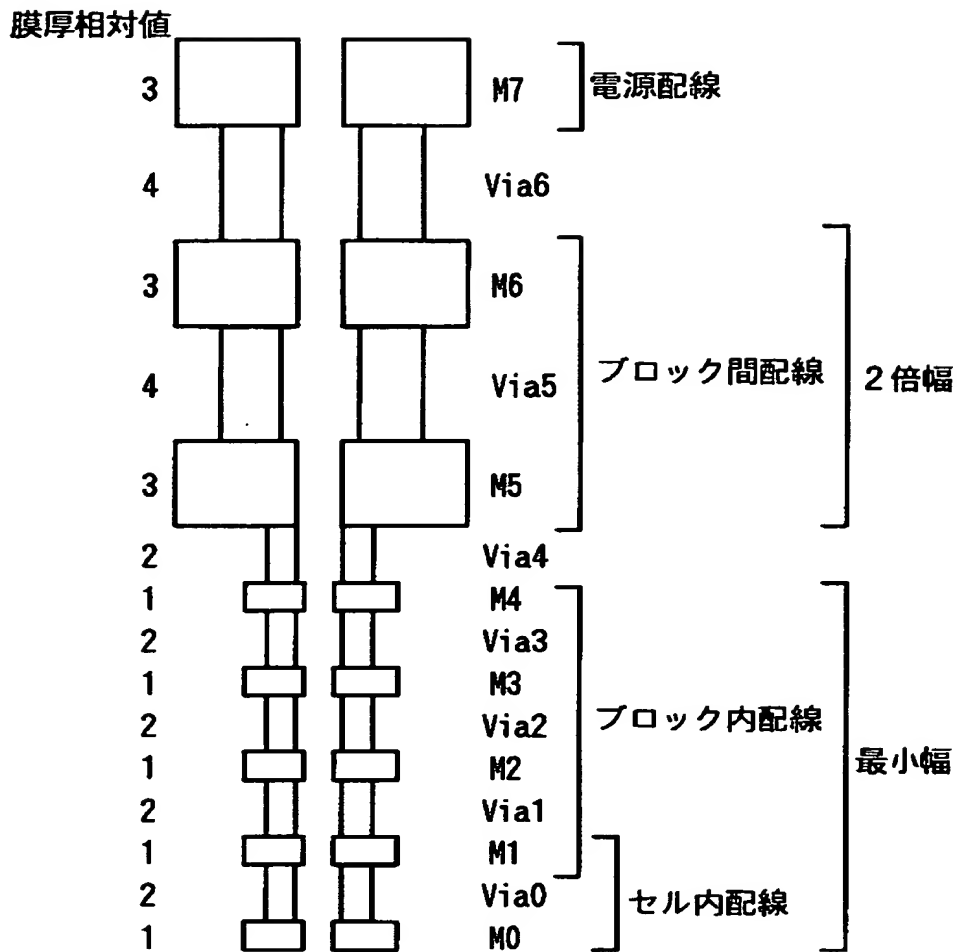 膜厚相対値
3 M7 電源配線
4 Via6
3 M6
4 Via5 ブロック間配線 2倍幅
3 M5
2 Via4
1 M4
2 Via3
1 M3
2 Via2 ブロック内配線
1 M2 最小幅
2 Via1
1 M1
2 Via0 セル内配線
1 M0